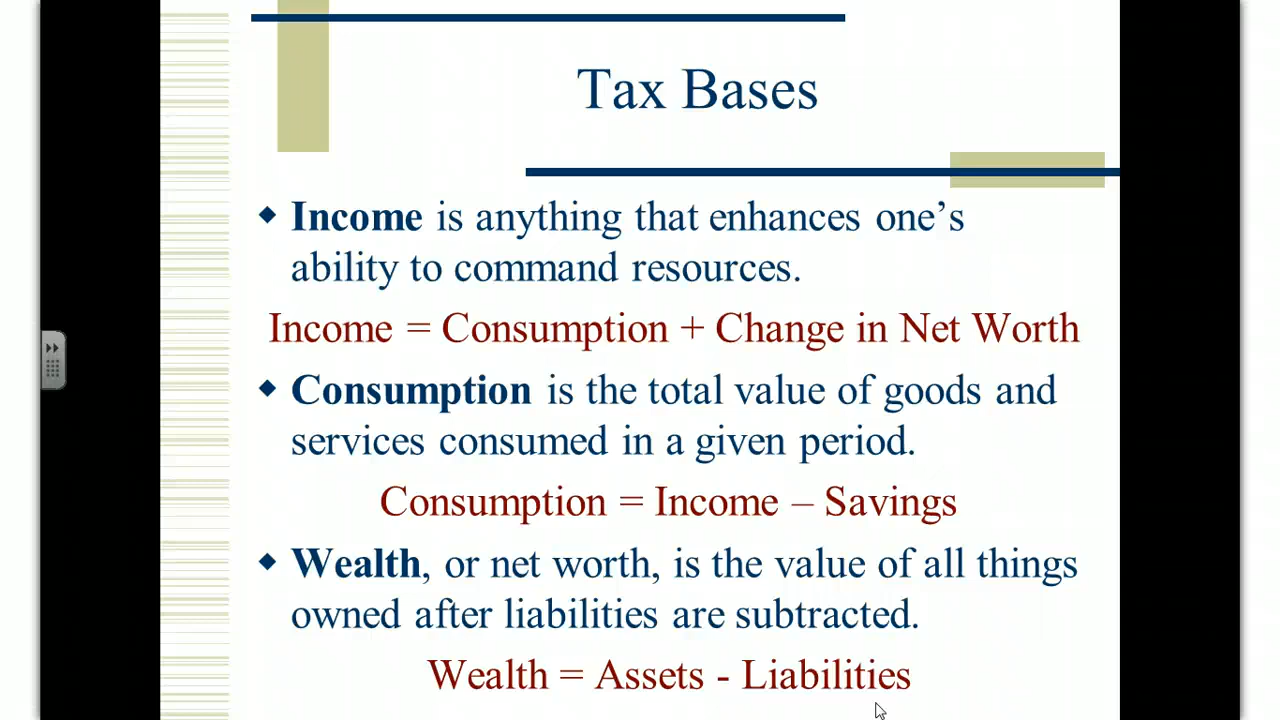 Tax Bases
Income is anything that enhances one’s
ability to command resources.
Income = Consumption + Change in Net Worth
Consumption is the total value of goods and
services consumed in a given period.
Consumption = Income – Savings
Wealth, or net worth, is the value of all things
owned after liabilities are subtracted.
Wealth = Assets - Liabilities